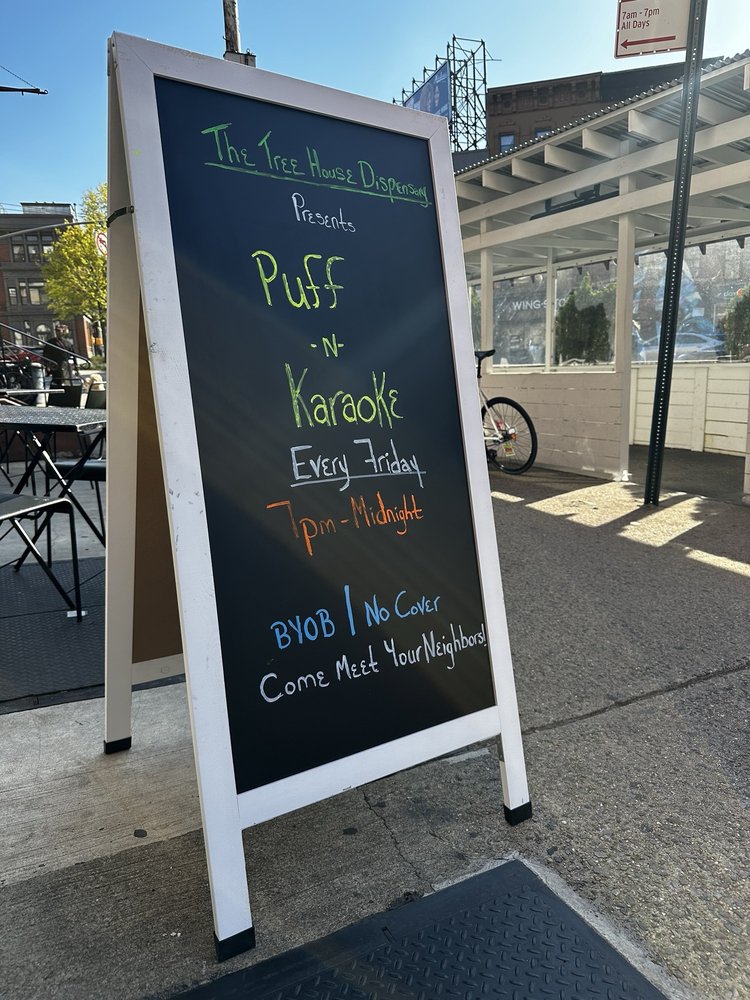 7am - 7pm
All Days
The Tree House Dispensary
Presents
Puff
-N-
Karaoke
Every Friday
7pm - Midnight
BYOB / No Cover
Come Meet Your Neighbors!